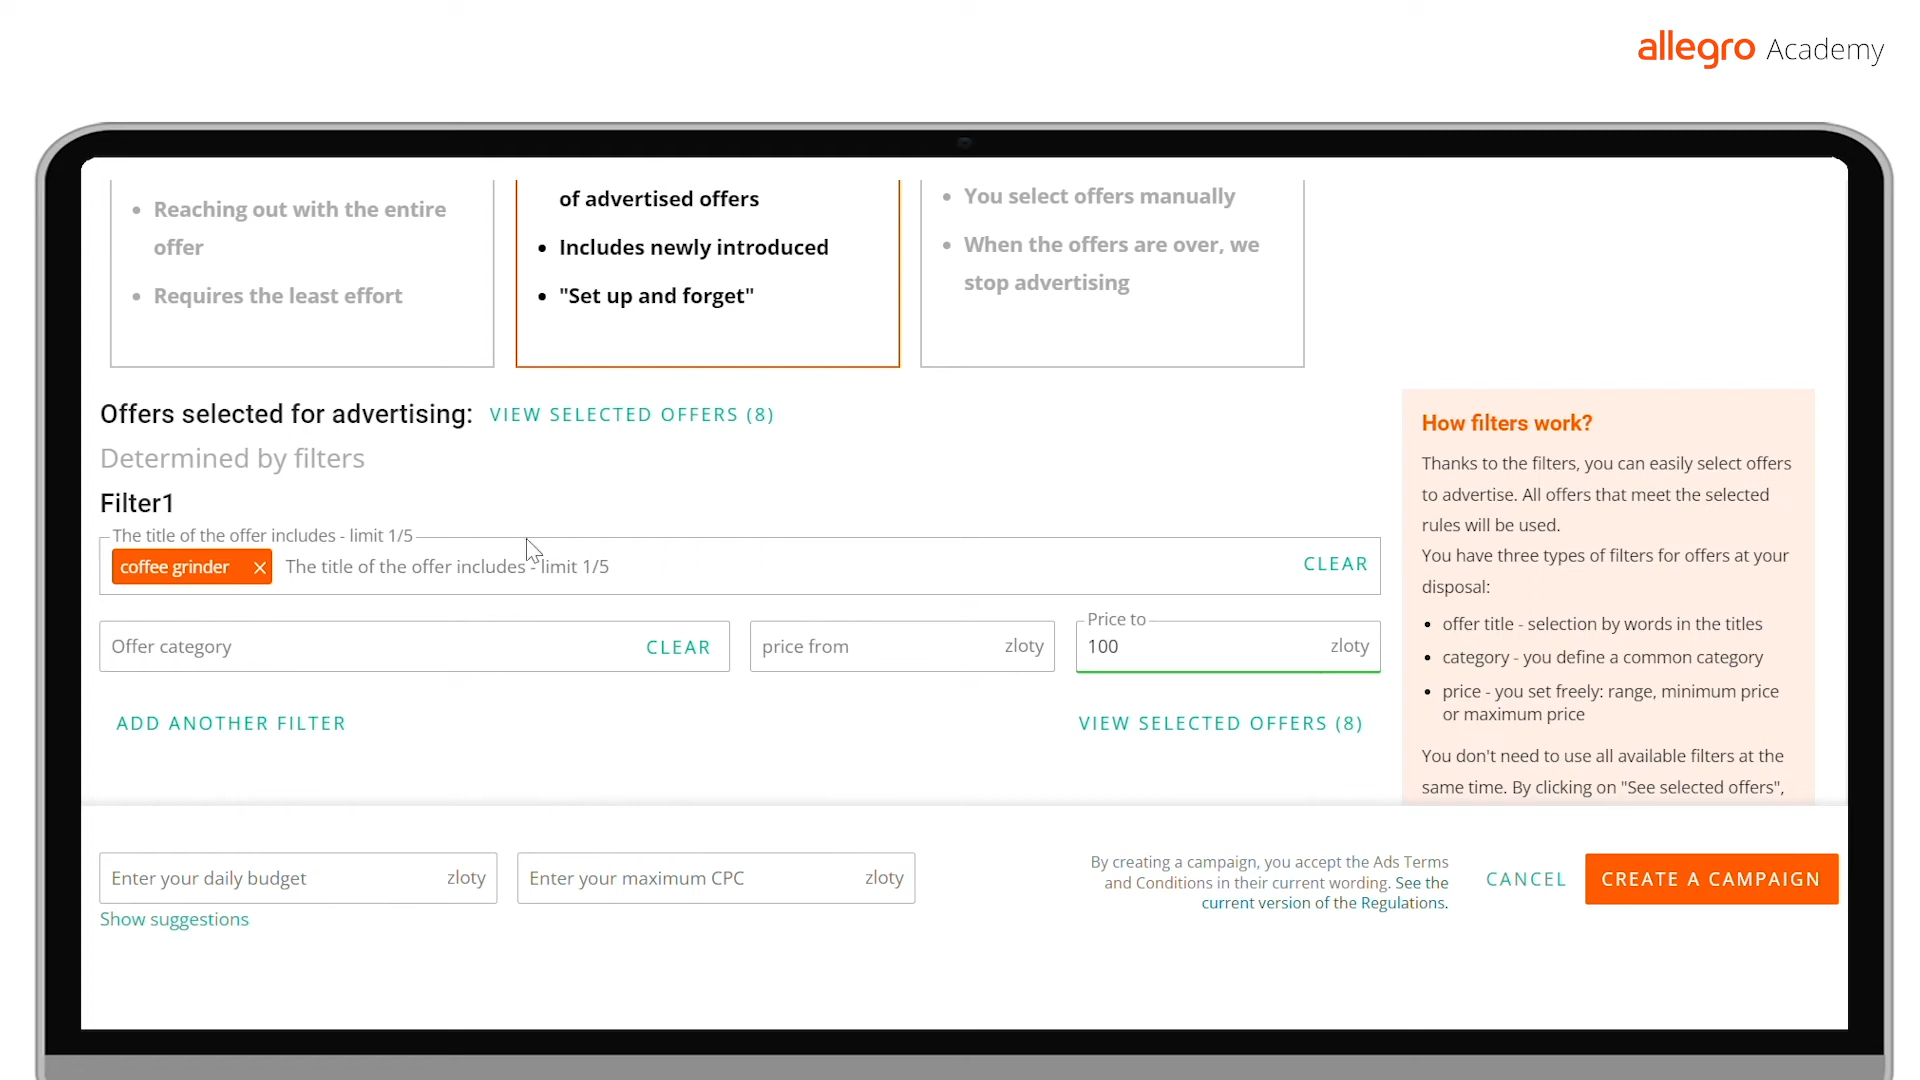 allegro Academy
• Reaching out with the entire
offer
• Requires the least effort
of advertised offers
• Includes newly introduced
• "Set up and forget"
• You select offers manually
• When the offers are over, we
stop advertising
Offers selected for advertising: VIEW SELECTED OFFERS (8)
Determined by filters
Filter1
The title of the offer includes - limit 1/5
coffee grinder × The title of the offer includes - limit 1/5 CLEAR
Offer category CLEAR
price from zloty
Price to
100 zloty
ADD ANOTHER FILTER
VIEW SELECTED OFFERS (8)
How filters work?
Thanks to the filters, you can easily select offers
to advertise. All offers that meet the selected
rules will be used.
You have three types of filters for offers at your
disposal:
• offer title - selection by words in the titles
• category - you define a common category
• price - you set freely: range, minimum price
or maximum price
You don't need to use all available filters at the
same time. By clicking on "See selected offers",
Enter your daily budget zloty
Show suggestions
Enter your maximum CPC zloty
By creating a campaign, you accept the Ads Terms
and Conditions in their current wording. See the
current version of the Regulations.
CANCEL
CREATE A CAMPAIGN